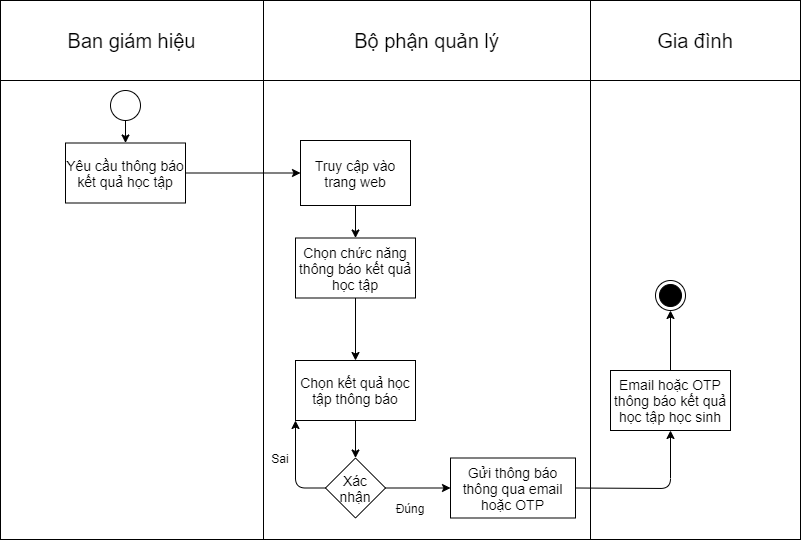 Ban giám hiệu
Bộ phận quản lý
Gia đình
Yêu cầu thông báo
kết quả học tập
Truy cập vào
trang web
Chọn chức năng
thông báo kết quả
học tập
Chọn kết quả học
tập thông báo
Sai
Xác
nhận
Đúng
Gửi thông báo
thông qua email
hoặc OTP
Email hoặc OTP
thông báo kết quả
học tập học sinh